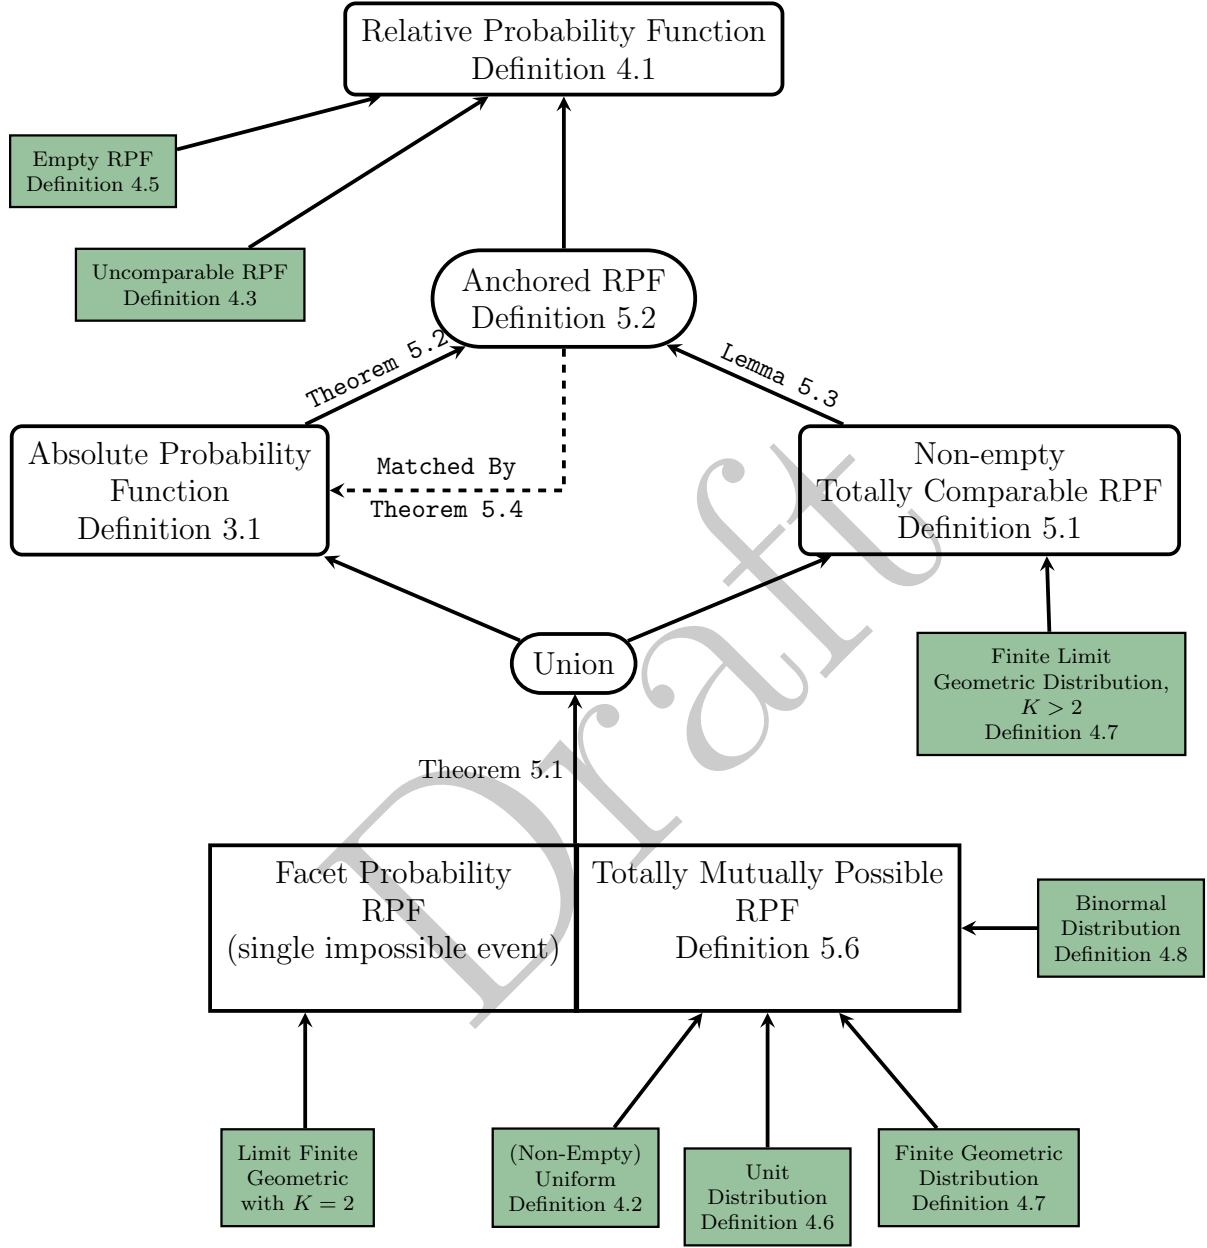 Relative Probability Function
Definition 4.1
Empty RPF
Definition 4.5
Uncomparable RPF
Definition 4.3
Anchored RPF
Definition 5.2
Theorem 5.2
Lemma 5.3
Absolute Probability
Function
Definition 3.1
Matched By
Theorem 5.4
Non-empty
Totally Comparable RPF
Definition 5.1
Union
Finite Limit
Geometric Distribution,
K > 2
Definition 4.7
Theorem 5.1
Draft
Facet Probability
RPF
(single impossible event)
Totally Mutually Possible
RPF
Definition 5.6
Binormal
Distribution
Definition 4.8
Limit Finite
Geometric
with K = 2
(Non-Empty)
Uniform
Definition 4.2
Unit
Distribution
Definition 4.6
Finite Geometric
Distribution
Definition 4.7